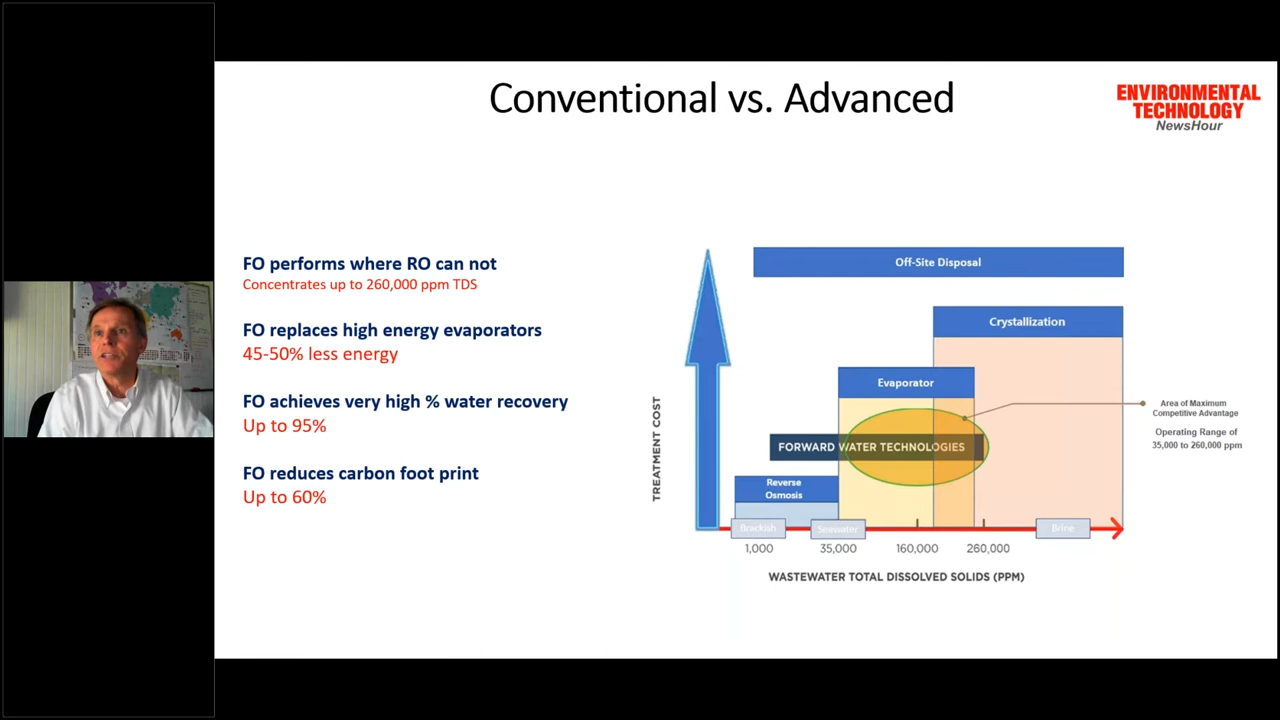 Conventional vs. Advanced
ENVIRONMENTAL
TECHNOLOGY
NewsHour
FO performs where RO can not
Concentrates up to 260,000 ppm TDS
FO replaces high energy evaporators
45-50% less energy
FO achieves very high % water recovery
Up to 95%
FO reduces carbon foot print
Up to 60%
TREATMENT COST
Off-Site Disposal
Crystallization
Evaporator
FORWARD WATER TECHNOLOGIES
Reverse
Osmosis
Area of Maximum
Competitive Advantage
Operating Range of
35,000 to 260,000 ppm
Brackish
Seawater
Brine
1,000
35,000
160,000
260,000
WASTEWATER TOTAL DISSOLVED SOLIDS (PPM)